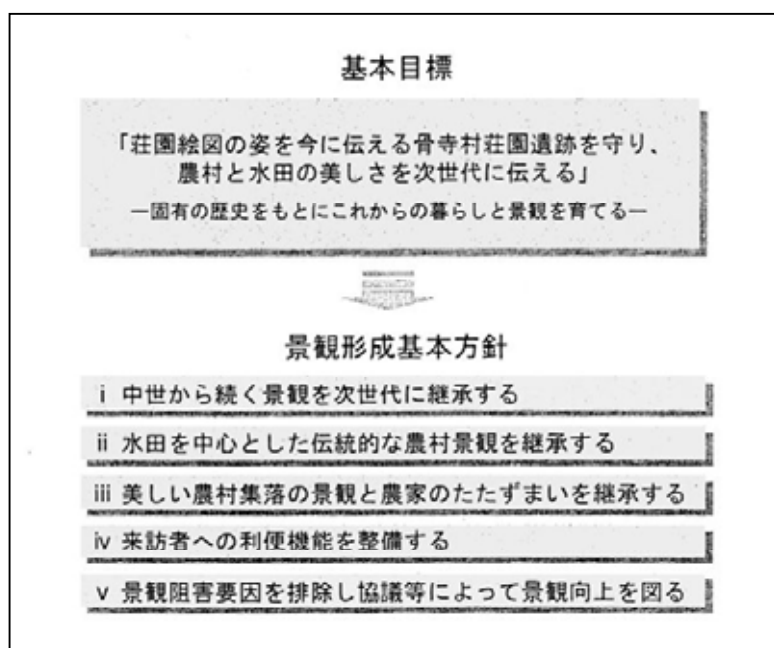 基本目標
「荘園絵図の姿を今に伝える骨寺村荘園遺跡を守り、
農村と水田の美しさを次世代に伝える」
―固有の歴史をもとにこれからの暮らしと景観を育てる―
景観形成基本方針
i 中世から続く景観を次世代に継承する
ii 水田を中心とした伝統的な農村景観を継承する
iii 美しい農村集落の景観と農家のたたずまいを継承する
iv 来訪者への利便機能を整備する
v 景観阻害要因を排除し協議等によって景観向上を図る